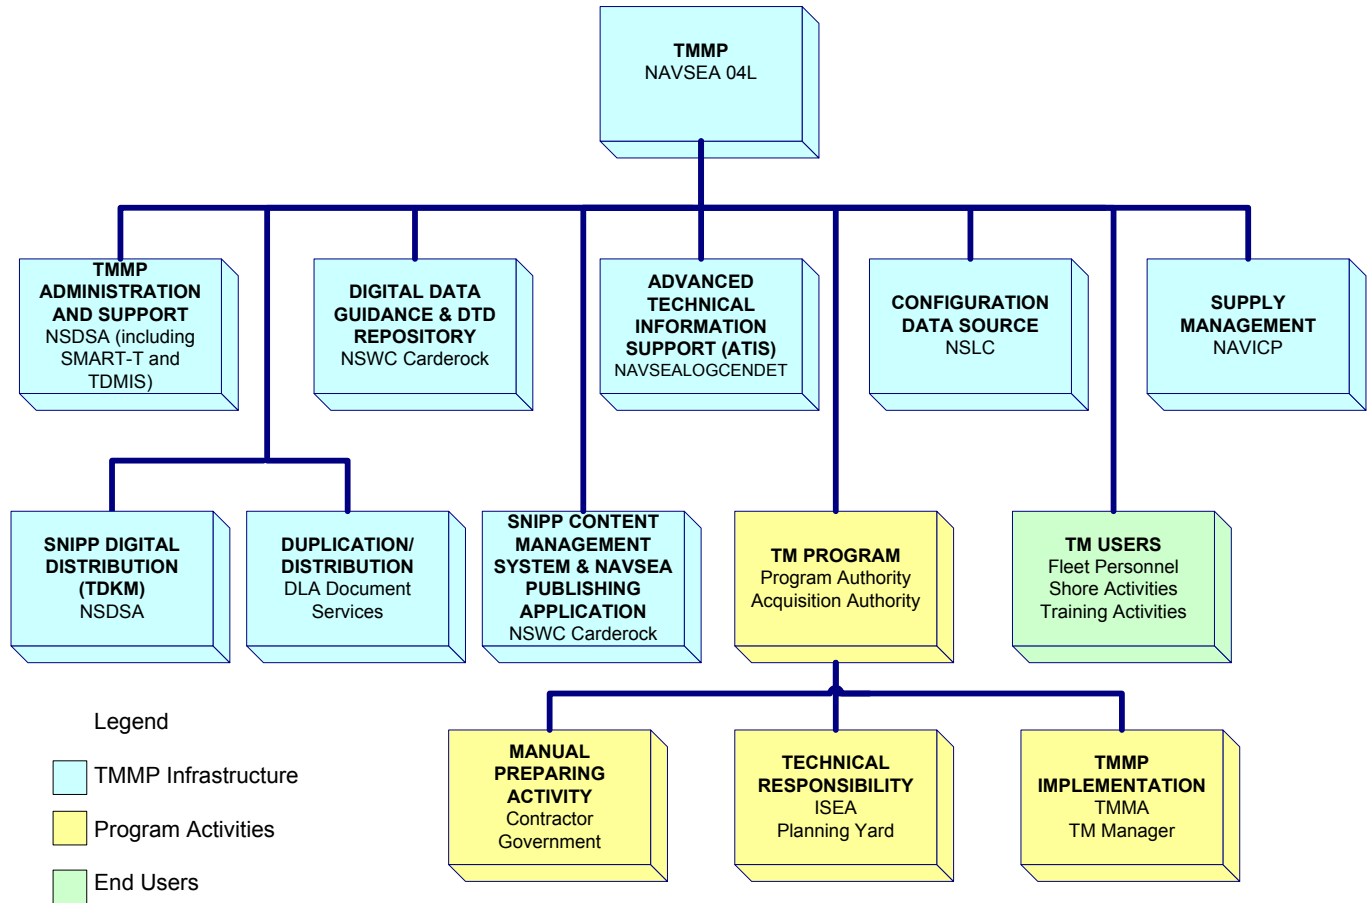 TMMP
NAVSEA 04L
TMMP
ADMINISTRATION
AND SUPPORT
NSDSA (including
SMART-T and
TDMIS)
DIGITAL DATA
GUIDANCE & DTD
REPOSITORY
NSWC Carderock
ADVANCED
TECHNICAL
INFORMATION
SUPPORT (ATIS)
NAVSEALOGCENDET
CONFIGURATION
DATA SOURCE
NSLC
SUPPLY
MANAGEMENT
NAVICP
SNIPP DIGITAL
DISTRIBUTION
(TDKM)
NSDSA
DUPLICATION/
DISTRIBUTION
DLA Document
Services
SNIPP CONTENT
MANAGEMENT
SYSTEM & NAVSEA
PUBLISHING
APPLICATION
NSWC Carderock
TM PROGRAM
Program Authority
Acquisition Authority
TM USERS
Fleet Personnel
Shore Activities
Training Activities
MANUAL
PREPARING
ACTIVITY
Contractor
Government
TECHNICAL
RESPONSIBILITY
ISEA
Planning Yard
TMMP
IMPLEMENTATION
TMMA
TM Manager
Legend
TMMP Infrastructure
Program Activities
End Users